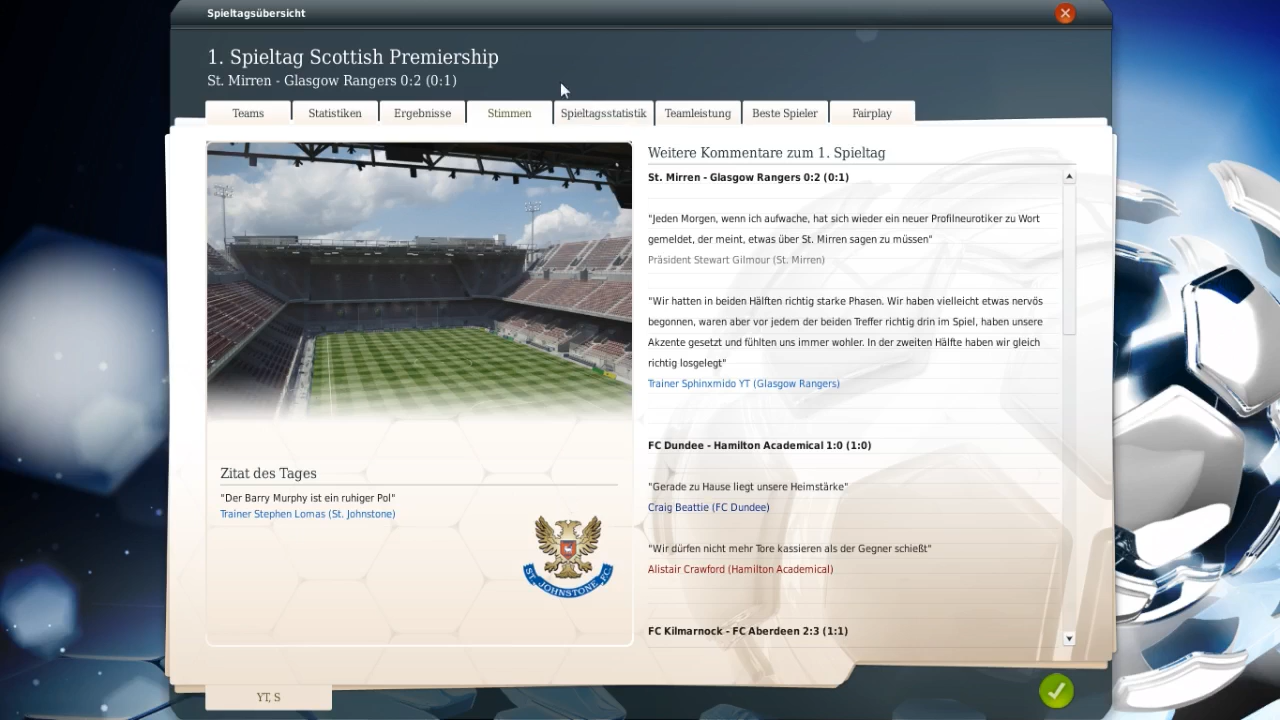 Spieltagsübersicht
1. Spieltag Scottish Premiership
St. Mirren - Glasgow Rangers 0:2 (0:1)
Teams
Statistiken
Ergebnisse
Stimmen
Spieltagsstatistik
Teamleistung
Beste Spieler
Fairplay
Zitat des Tages
"Der Barry Murphy ist ein ruhiger Pol"
Trainer Stephen Lomas (St. Johnstone)
ST. JOHNSTONE F.C.
Weitere Kommentare zum 1. Spieltag
St. Mirren - Glasgow Rangers 0:2 (0:1)
"Jeden Morgen, wenn ich aufwache, hat sich wieder ein neuer Profilneurotiker zu Wort
gemeldet, der meint, etwas über St. Mirren sagen zu müssen"
Präsident Stewart Gilmour (St. Mirren)
"Wir hatten in beiden Hälften richtig starke Phasen. Wir haben vielleicht etwas nervös
begonnen, waren aber vor jedem der beiden Treffer richtig drin im Spiel, haben unsere
Akzente gesetzt und fühlten uns immer wohler. In der zweiten Hälfte haben wir gleich
richtig losgelegt"
Trainer Sphinxmido YT (Glasgow Rangers)
FC Dundee - Hamilton Academical 1:0 (1:0)
"Gerade zu Hause liegt unsere Heimstärke"
Craig Beattie (FC Dundee)
"Wir dürfen nicht mehr Tore kassieren als der Gegner schießt"
Alistair Crawford (Hamilton Academical)
FC Kilmarnock - FC Aberdeen 2:3 (1:1)
YT, S